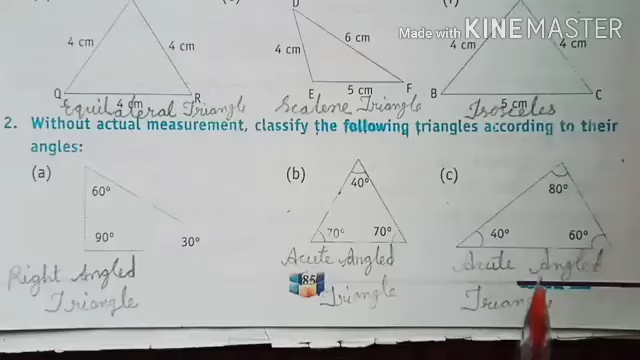 Made with KINEMASTER
D
4 cm 4 cm 4 cm 6 cm 4 cm 4 cm
Q 4 cm R E 5 cm F B 5 cm C
Equilateral Triangle Scalene Triangle Isosceles
2. Without actual measurement, classify the following triangles according to their
angles:
(a) (b) (c)
60° 40° 80°
90° 30° 70° 70° 40° 60°
Right Angled Acute Angled Acute Angled
Triangle Triangle
85